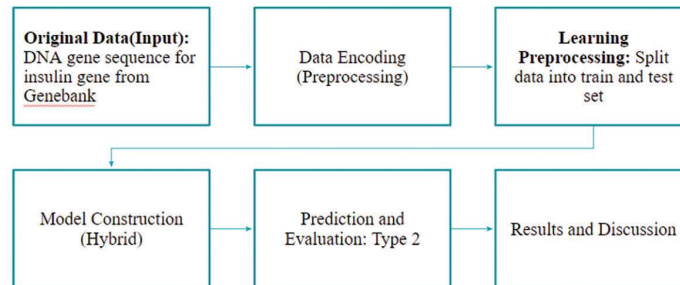 Original Data(Input):
DNA gene sequence for
insulin gene from
Genebank
Data Encoding
(Preprocessing)
Learning
Preprocessing: Split
data into train and test
set
Model Construction
(Hybrid)
Prediction and
Evaluation: Type 2
Results and Discussion